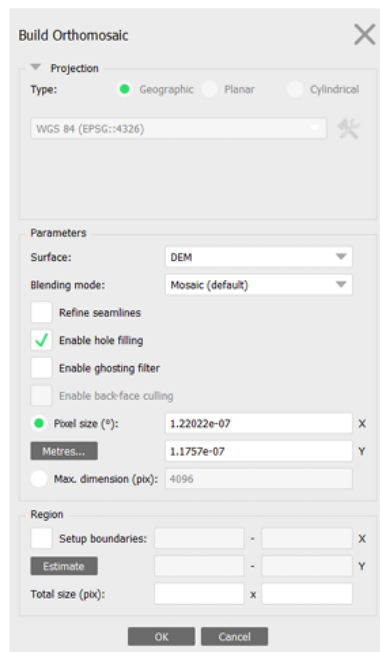 Build Orthomosaic
Projection
Type: Geographic Planar Cylindrical
WGS 84 (EPSG::4326)
Parameters
Surface: DEM
Blending mode: Mosaic (default)
Refine seamlines
Enable hole filling
Enable ghosting filter
Enable back-face culling
Pixel size (°): 1.22022e-07 X
Metres... 1.1757e-07 Y
Max. dimension (pix): 4096
Region
Setup boundaries: - X
Estimate - Y
Total size (pix): x
OK Cancel